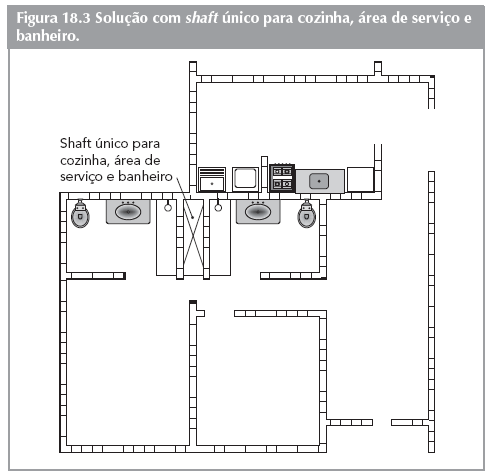 Figura 18.3 Solução com shaft único para cozinha, área de serviço e
banheiro.
Shaft único para
cozinha, área de
serviço e banheiro